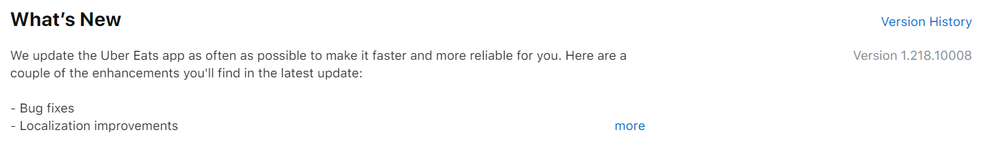 What’s New
Version History
We update the Uber Eats app as often as possible to make it faster and more reliable for you. Here are a
Version 1.218.10008
couple of the enhancements you'll find in the latest update:
- Bug fixes
- Localization improvements
more